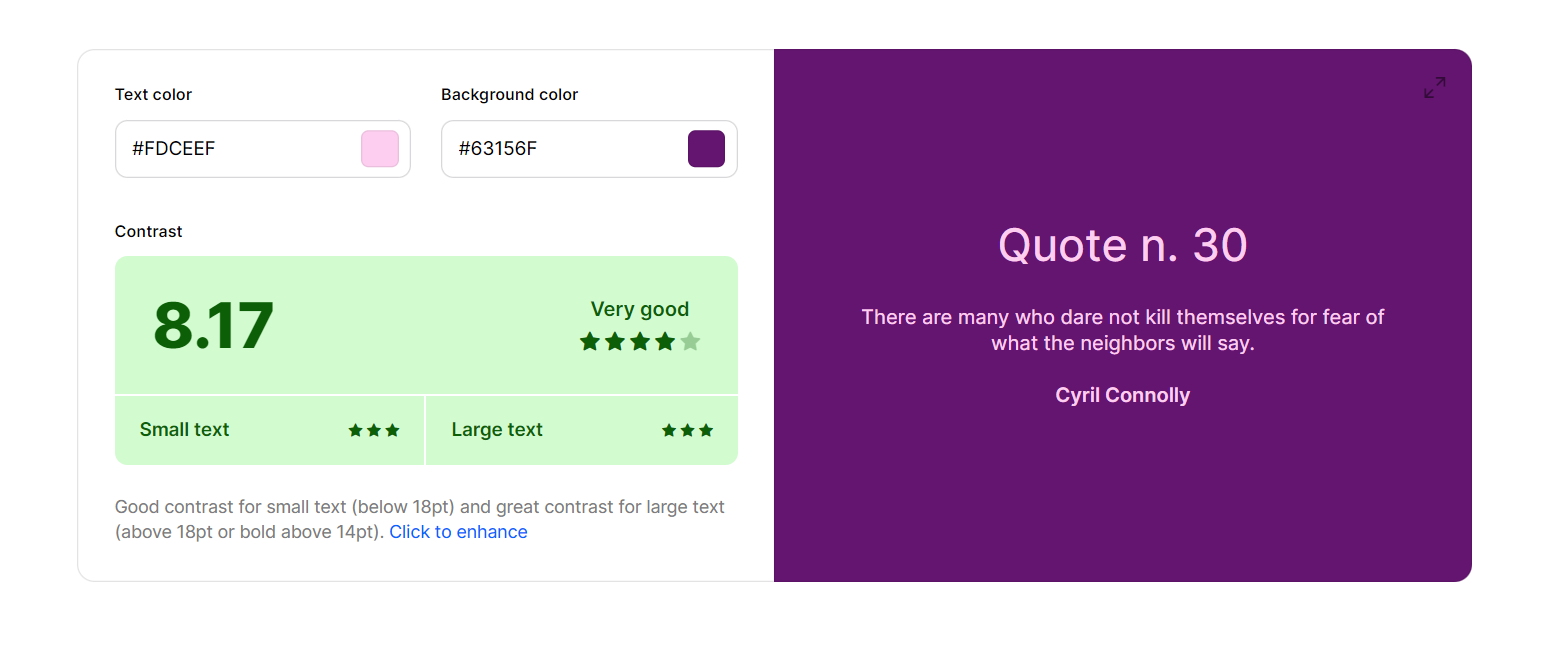 Text color
Background color
#FDCEEF
#63156F
Contrast
8.17
Very good
Small text
Large text
Good contrast for small text (below 18pt) and great contrast for large text
(above 18pt or bold above 14pt). Click to enhance
Quote n. 30
There are many who dare not kill themselves for fear of
what the neighbors will say.
Cyril Connolly